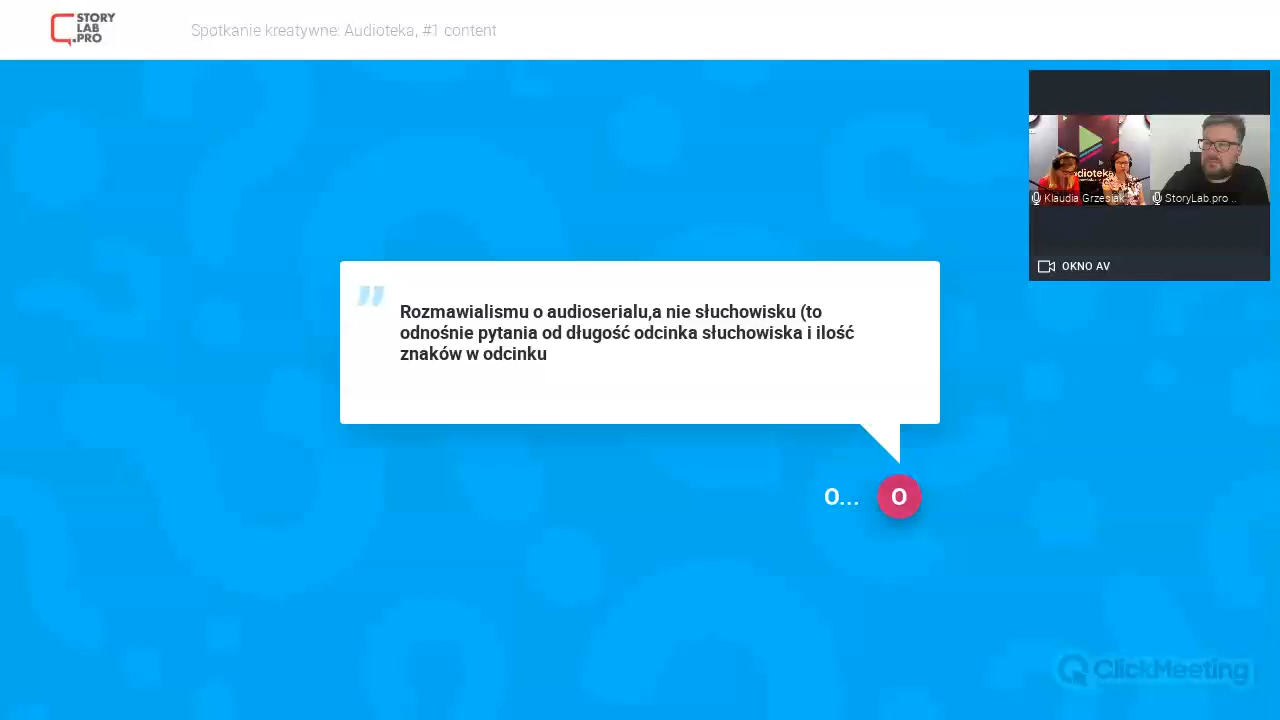 STORY
LAB
.PRO
Spotkanie kreatywne: Audioteka, #1 content
Rozmawialismu o audioserialu,a nie słuchowisku (to
odnośnie pytania od długość odcinka słuchowiska i ilość
znaków w odcinku
O... O
dioteka
Klaudia Grzesiak
StoryLab.pro ..
OKNO AV
ClickMeeting